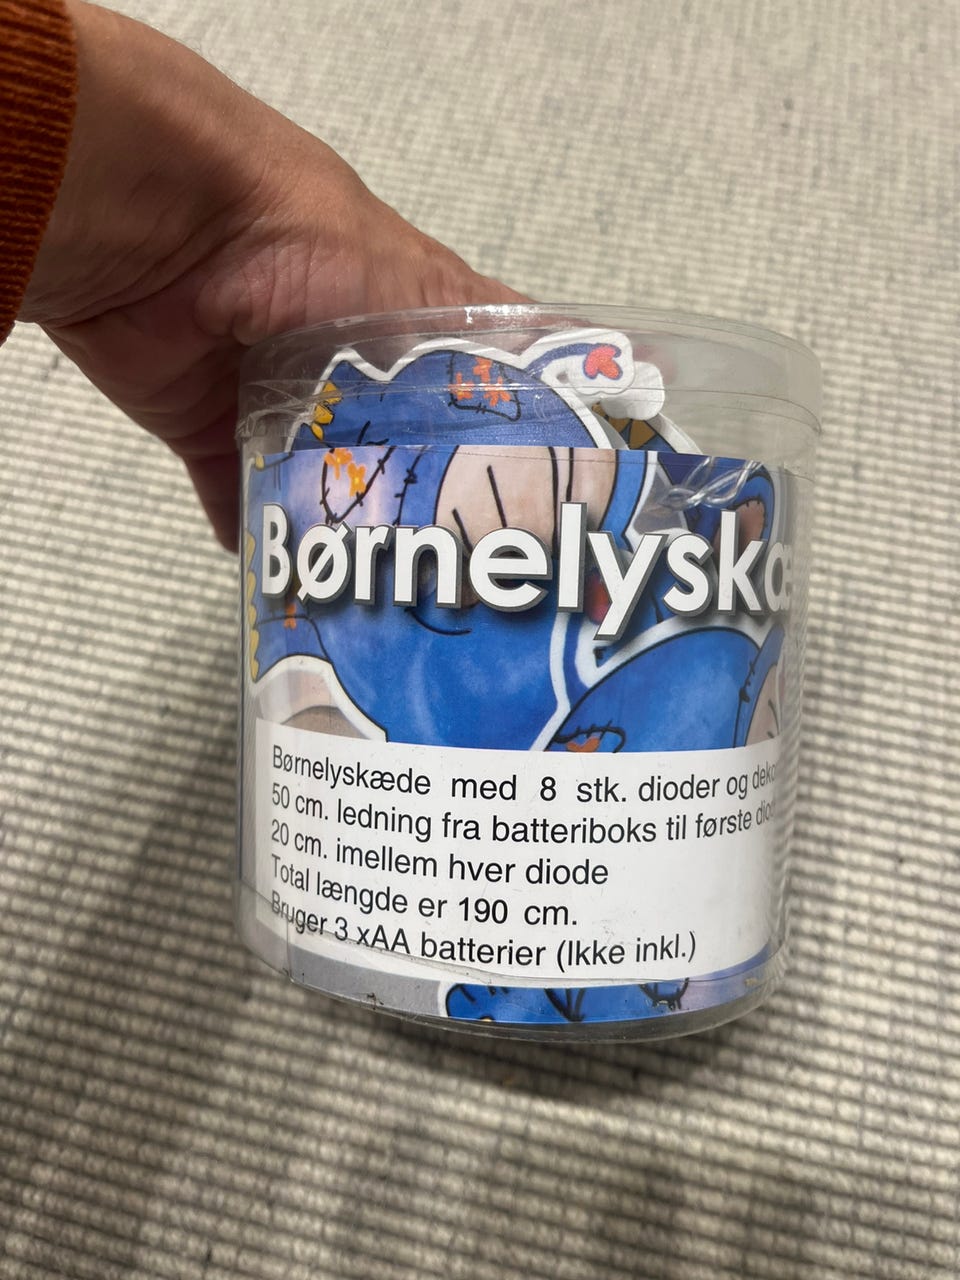 Børnelyskæ
Børnelyskæde med 8 stk. dioder og deko
50 cm. ledning fra batteriboks til første diod
20 cm. imellem hver diode
Total længde er 190 cm.
Bruger 3 xAA batterier (Ikke inkl.)